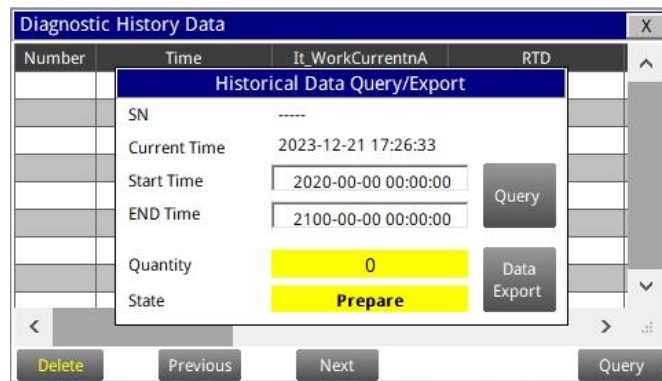 Diagnostic History Data X
Number Time It_WorkCurrentnA RTD
Historical Data Query/Export
SN -----
Current Time 2023-12-21 17:26:33
Start Time 2020-00-00 00:00:00
Query
END Time 2100-00-00 00:00:00
Quantity 0
Data Export
State Prepare
Delete Previous Next Query